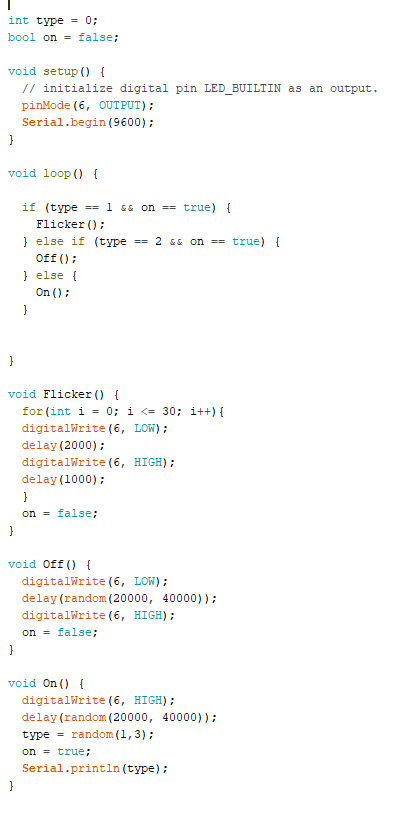 int type = 0;
bool on = false;

void setup() {
  // initialize digital pin LED_BUILTIN as an output.
  pinMode(6, OUTPUT);
  Serial.begin(9600);
}

void loop() {

  if (type == 1 && on == true) {
    Flicker();
  } else if (type == 2 && on == true) {
    Off();
  } else {
    On();
  }


}

void Flicker() {
  for(int i = 0; i <= 30; i++){
  digitalWrite(6, LOW);
  delay(2000);
  digitalWrite(6, HIGH);
  delay(1000);
  }
  on = false;
}

void Off() {
  digitalWrite(6, LOW);
  delay(random(20000, 40000));
  digitalWrite(6, HIGH);
  on = false;
}

void On() {
  digitalWrite(6, HIGH);
  delay(random(20000, 40000));
  type = random(1,3);
  on = true;
  Serial.println(type);
}